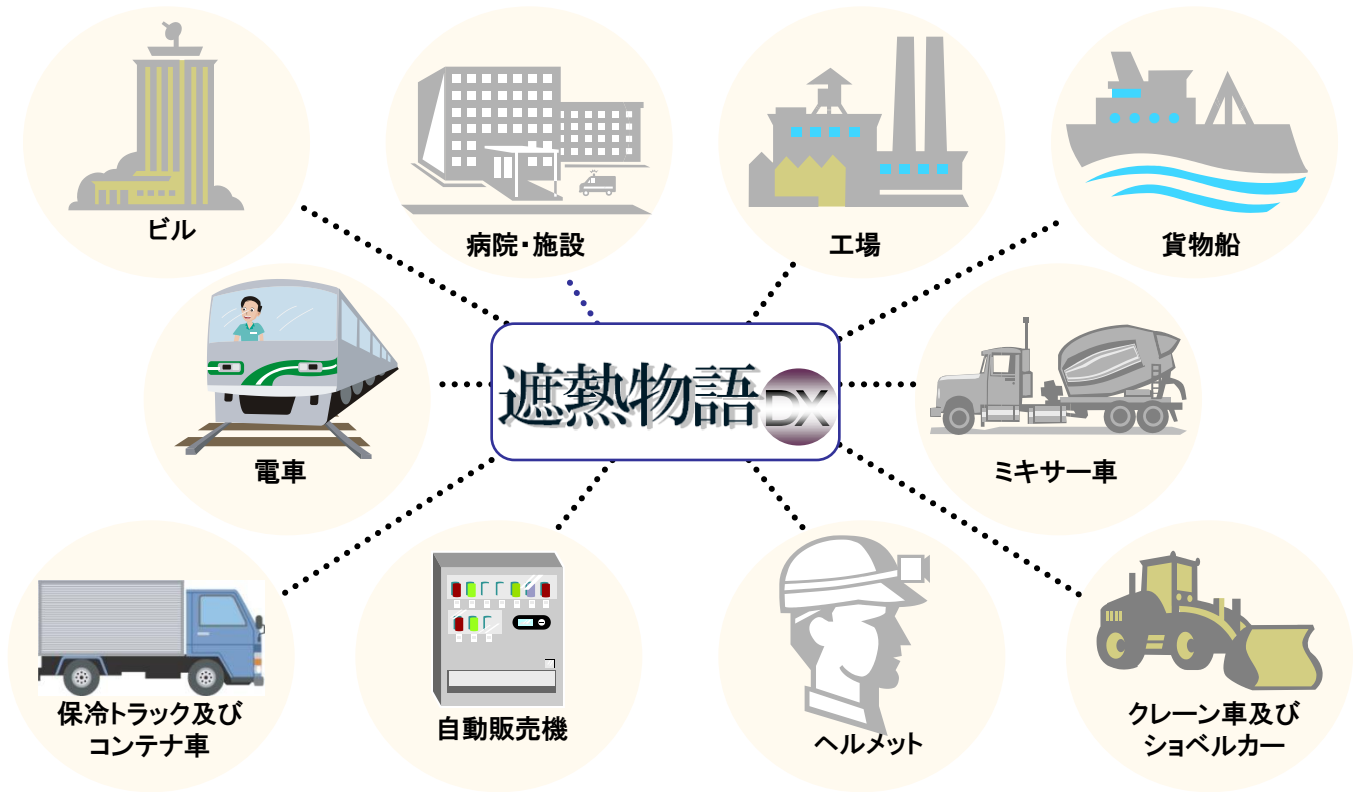 ビル
病院・施設
工場
貨物船
遮熱物語DX
電車
ミキサー車
保冷トラック及び
コンテナ車
自動販売機
ヘルメット
クレーン車及び
ショベルカー